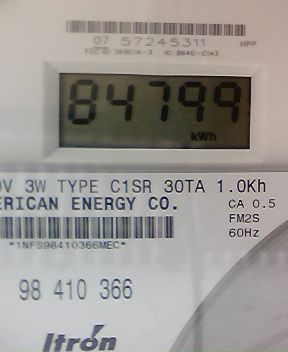 07 57245311 HPP
84799
kWh
V 3W TYPE C1SR 30TA 1.0Kh
ERICAN ENERGY CO. CA 0.5
FM2S
60Hz
*1NFS98410366MEC*
98 410 366
Itron